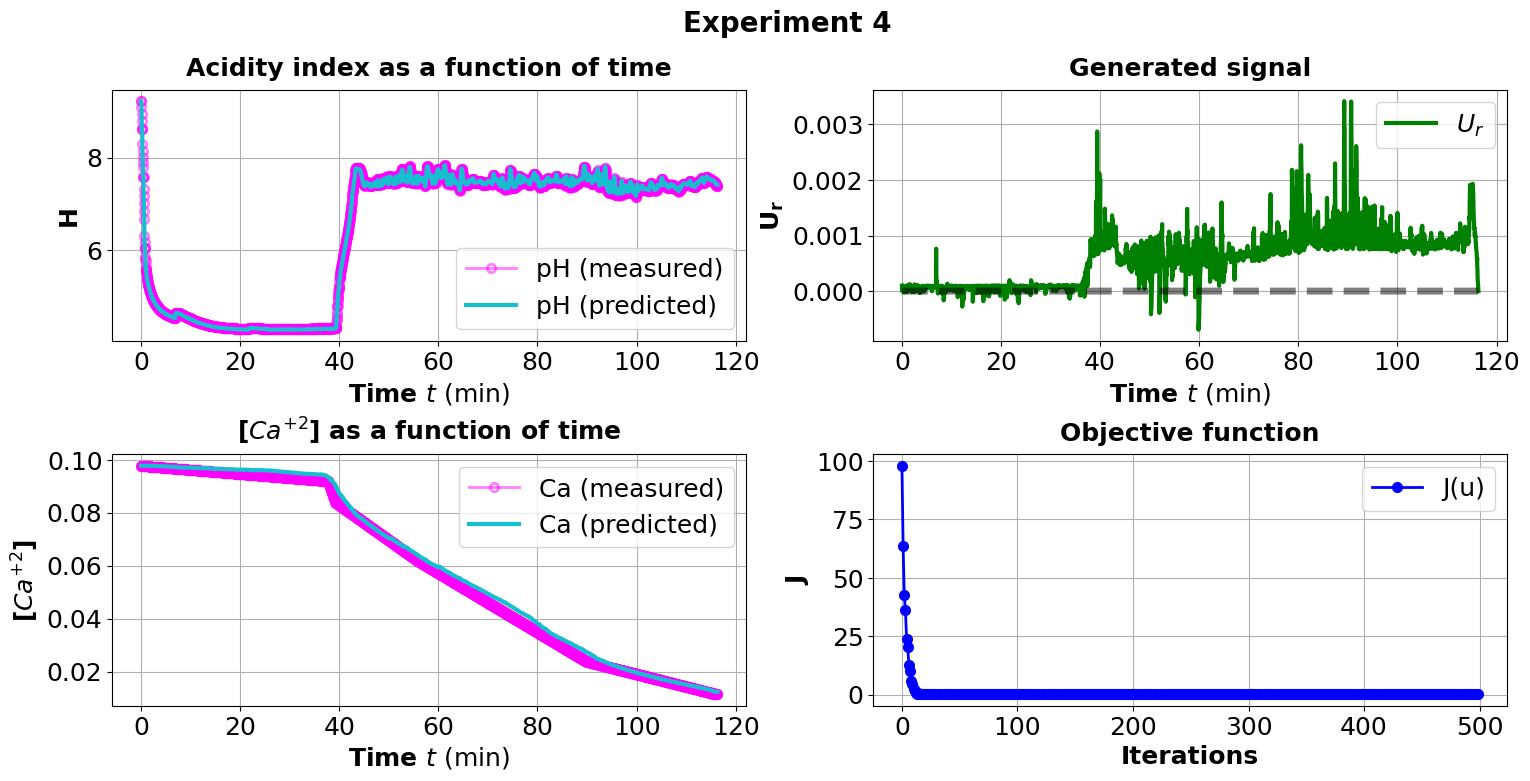 Experiment 4
Acidity index as a function of time
H
8
6
0 20 40 60 80 100 120
Time t (min)
pH (measured)
pH (predicted)
Generated signal
U_r
0.003
0.002
0.001
0.000
0 20 40 60 80 100 120
Time t (min)
U_r
[Ca^{+2}] as a function of time
[Ca^{+2}]
0.10
0.08
0.06
0.04
0.02
0 20 40 60 80 100 120
Time t (min)
Ca (measured)
Ca (predicted)
Objective function
J
100
75
50
25
0
0 100 200 300 400 500
Iterations
J(u)